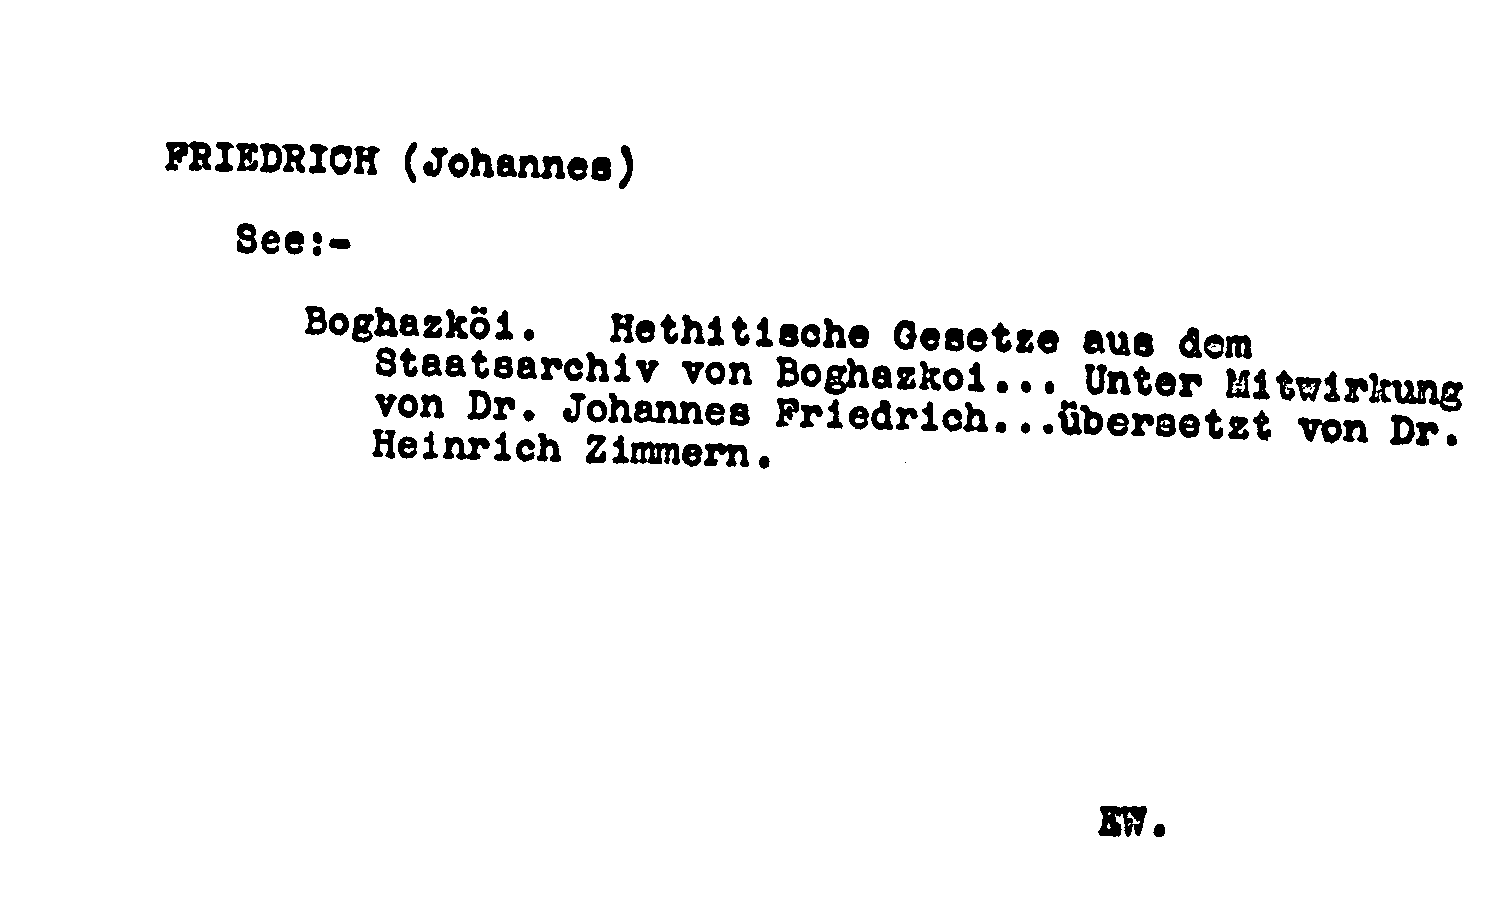 FRIEDRICH (Johannes)
See:-
Boghazköi. Hethitische Gesetze aus dem
Staatsarchiv von Boghazkoi... Unter Mitwirkung
von Dr. Johannes Friedrich...übersetzt von Dr.
Heinrich Zimmern.